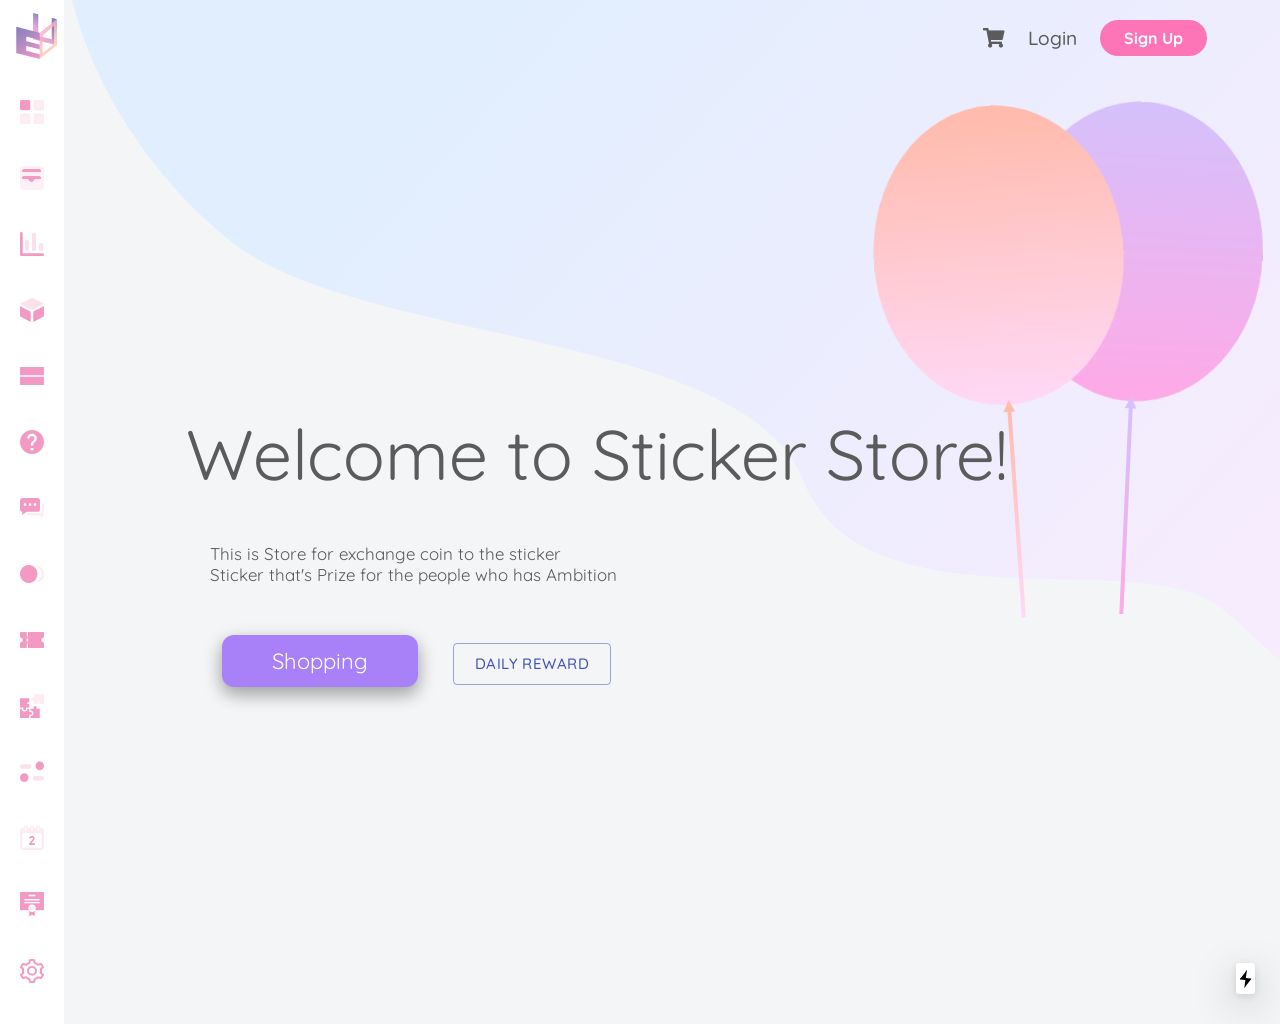 Login
Sign Up
Welcome to Sticker Store!
This is Store for exchange coin to the sticker
Sticker that's Prize for the people who has Ambition
Shopping
DAILY REWARD
2